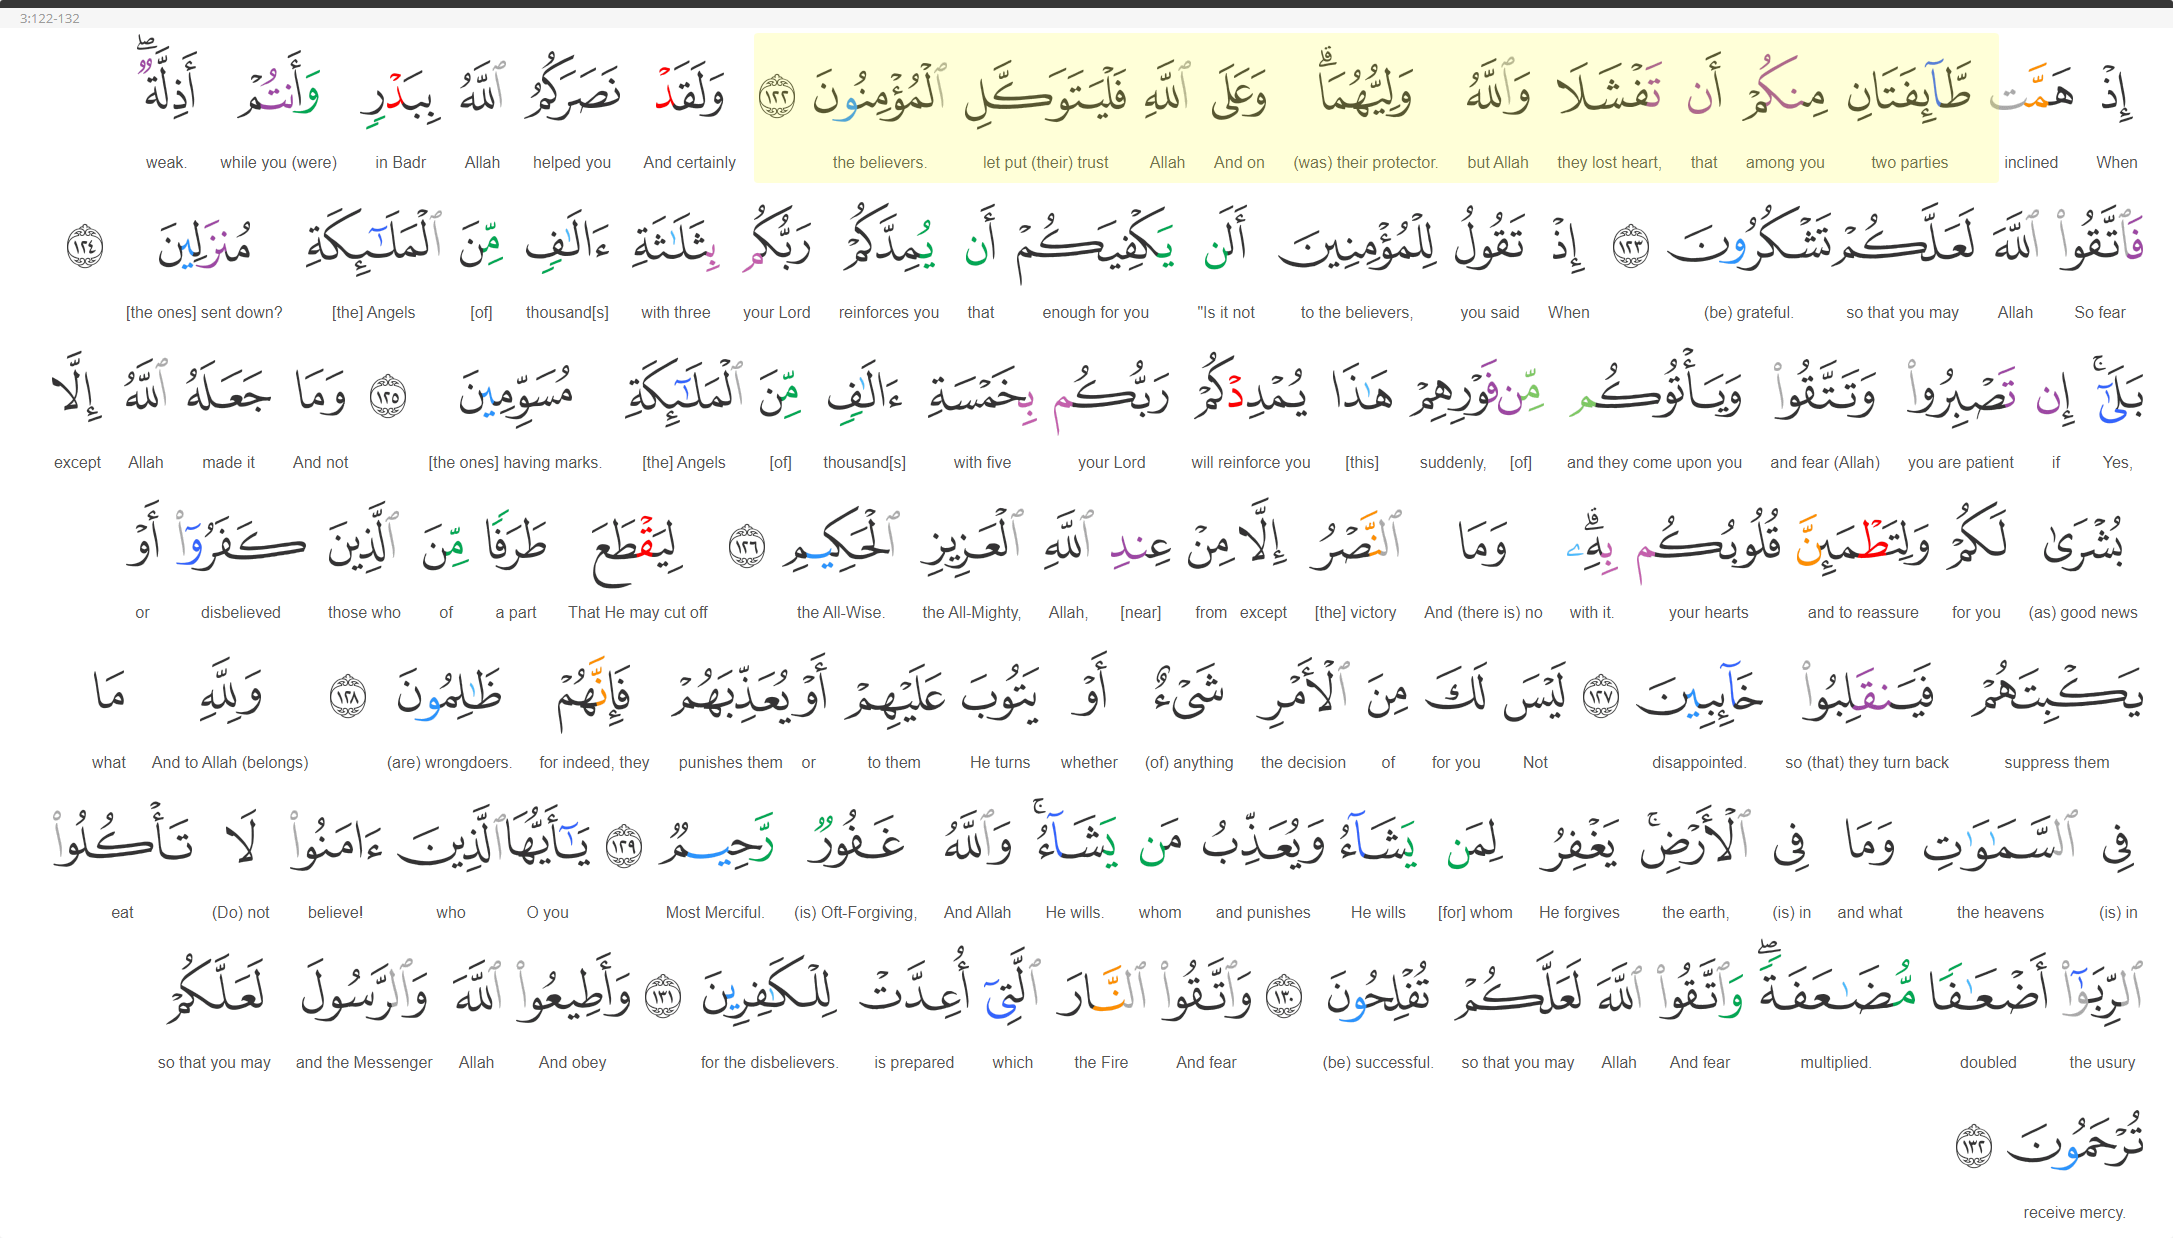 3:122-132
إِذْ هَمَّت طَّآئِفَتَانِ مِنكُمْ أَن تَفْشَلَا وَٱللَّهُ وَلِيُّهُمَا ۗ وَعَلَى ٱللَّهِ فَلْيَتَوَكَّلِ ٱلْمُؤْمِنُونَ ١٢٢ وَلَقَدْ نَصَرَكُمُ ٱللَّهُ بِبَدْرٍ وَأَنتُمْ أَذِلَّةٌ ۖ
When inclined two parties among you that they lost heart, but Allah (was) their protector. And on Allah let put (their) trust the believers. And certainly helped you Allah in Badr while you (were) weak.
فَٱتَّقُوا۟ ٱللَّهَ لَعَلَّكُمْ تَشْكُرُونَ ١٢٣ إِذْ تَقُولُ لِلْمُؤْمِنِينَ أَلَن يَكْفِيَكُمْ أَن يُمِدَّكُمْ رَبُّكُم بِثَلَـٰثَةِ ءَالَـٰفٍ مِّنَ ٱلْمَلَـٰٓئِكَةِ مُنزَلِينَ ١٢٤
So fear Allah so that you may (be) grateful. When you said to the believers, "Is it not enough for you that reinforces you your Lord with three thousand[s] [of] [the] Angels [the ones] sent down?
بَلَىٰٓ ۚ إِن تَصْبِرُوا۟ وَتَتَّقُوا۟ وَيَأْتُوكُم مِّن فَوْرِهِمْ هَـٰذَا يُمْدِدْكُمْ رَبُّكُم بِخَمْسَةِ ءَالَـٰفٍ مِّنَ ٱلْمَلَـٰٓئِكَةِ مُسَوِّمِينَ ١٢٥ وَمَا جَعَلَهُ ٱللَّهُ إِلَّا
Yes, if you are patient and fear (Allah) and they come upon you [of] suddenly, [this] will reinforce you your Lord with five thousand[s] [of] [the] Angels [the ones] having marks. And not made it Allah except
بُشْرَىٰ لَكُمْ وَلِتَطْمَئِنَّ قُلُوبُكُم بِهِۦ ۗ وَمَا ٱلنَّصْرُ إِلَّا مِنْ عِندِ ٱللَّهِ ٱلْعَزِيزِ ٱلْحَكِيمِ ١٢٦ لِيَقْطَعَ طَرَفًا مِّنَ ٱلَّذِينَ كَفَرُوٓا۟ أَوْ
(as) good news for you and to reassure your hearts with it. And (there is) no [the] victory except from [near] Allah, the All-Mighty, the All-Wise. That He may cut off a part of those who disbelieved or
يَكْبِتَهُمْ فَيَنقَلِبُوا۟ خَآئِبِينَ ١٢٧ لَيْسَ لَكَ مِنَ ٱلْأَمْرِ شَىْءٌ أَوْ يَتُوبَ عَلَيْهِمْ أَوْ يُعَذِّبَهُمْ فَإِنَّهُمْ ظَـٰلِمُونَ ١٢٨ وَلِلَّهِ مَا
suppress them so (that) they turn back disappointed. Not for you of the decision (of) anything whether He turns to them or punishes them for indeed, they (are) wrongdoers. And to Allah (belongs) what
فِى ٱلسَّمَـٰوَٰتِ وَمَا فِى ٱلْأَرْضِ ۚ يَغْفِرُ لِمَن يَشَآءُ وَيُعَذِّبُ مَن يَشَآءُ ۚ وَٱللَّهُ غَفُورٌ رَّحِيمٌ ١٢٩ يَـٰٓأَيُّهَا ٱلَّذِينَ ءَامَنُوا۟ لَا تَأْكُلُوا۟
(is) in the heavens and what (is) in the earth, He forgives [for] whom He wills and punishes whom He wills. And Allah (is) Oft-Forgiving, Most Merciful. O you who believe! (Do) not eat
ٱلرِّبَوٰٓا۟ أَضْعَـٰفًا مُّضَـٰعَفَةً ۖ وَٱتَّقُوا۟ ٱللَّهَ لَعَلَّكُمْ تُفْلِحُونَ ١٣٠ وَٱتَّقُوا۟ ٱلنَّارَ ٱلَّتِىٓ أُعِدَّتْ لِلْكَـٰفِرِينَ ١٣١ وَأَطِيعُوا۟ ٱللَّهَ وَٱلرَّسُولَ لَعَلَّكُمْ
the usury doubled multiplied. And fear Allah so that you may (be) successful. And fear the Fire which is prepared for the disbelievers. And obey Allah and the Messenger so that you may
تُرْحَمُونَ ١٣٢
receive mercy.